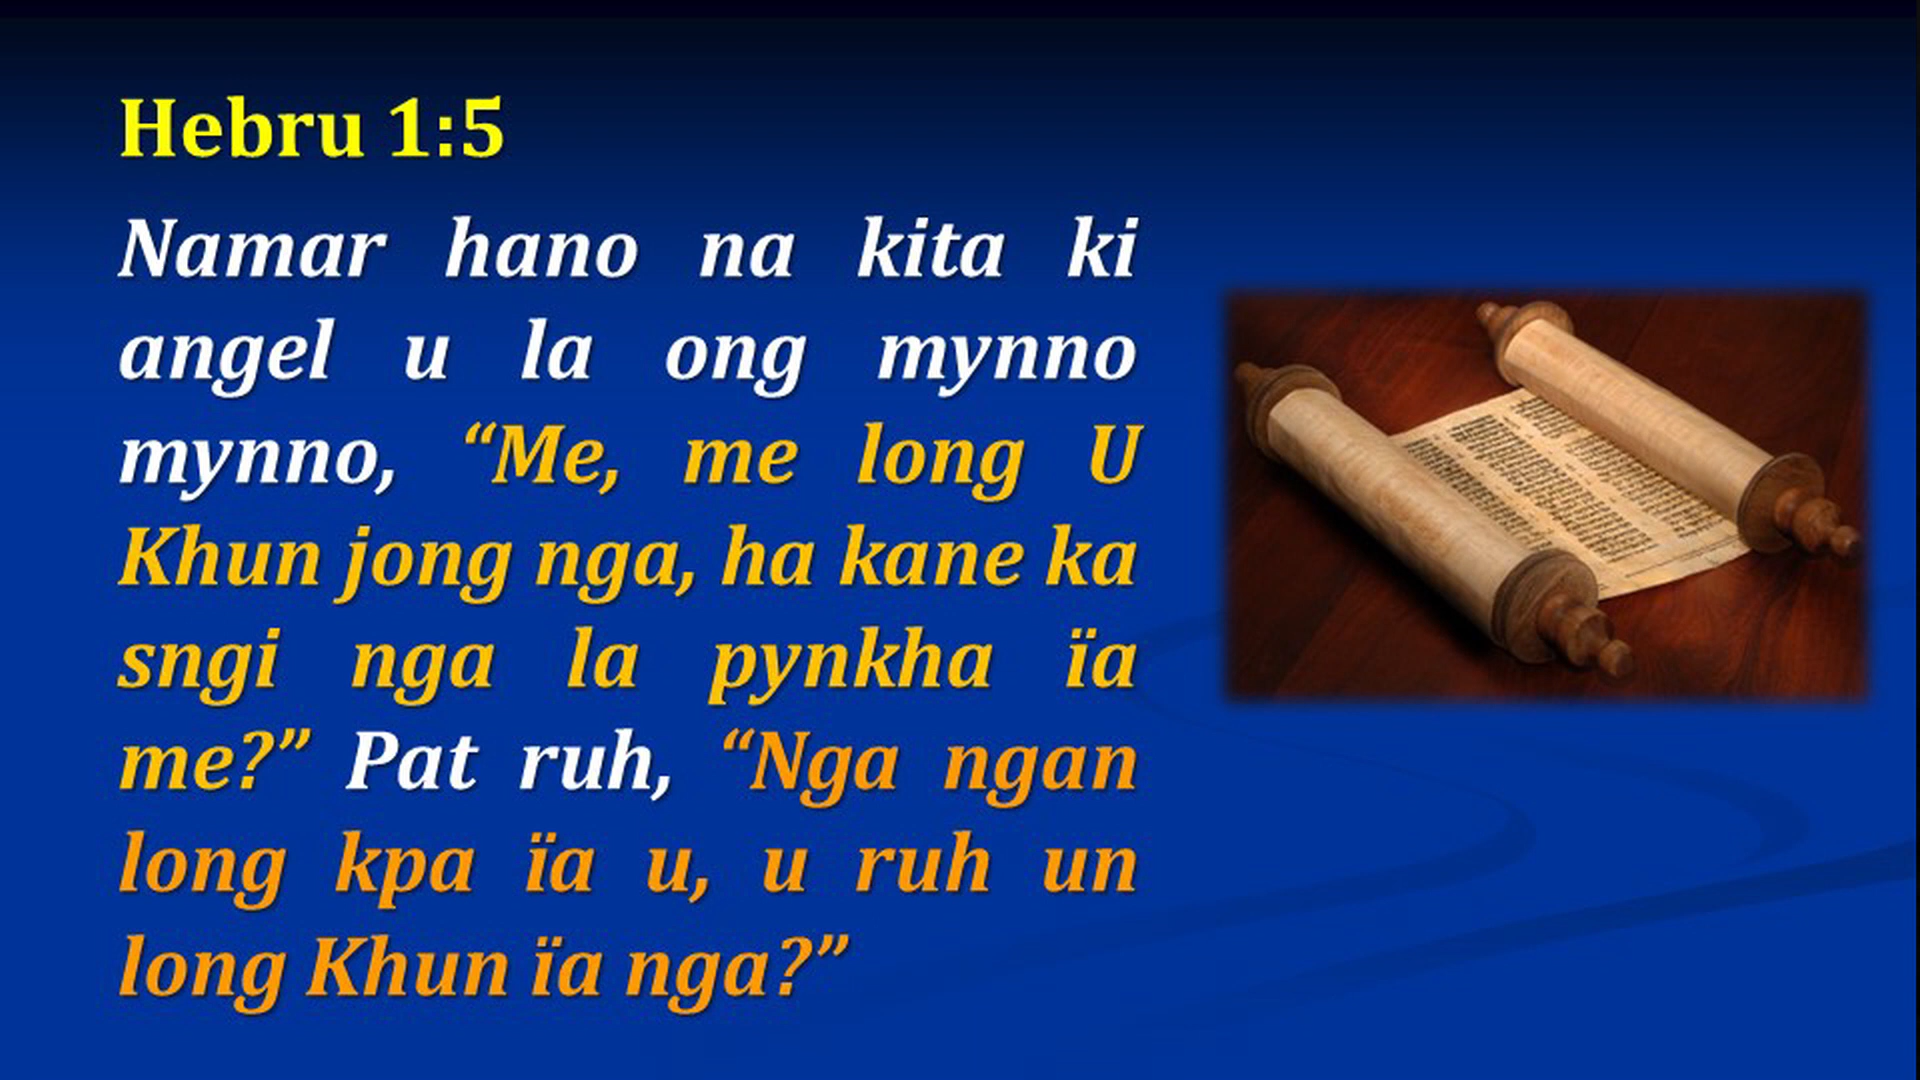 Hebru 1:5
Namar hano na kita ki
angel u la ong mynno
mynno, “Me, me long U
Khun jong nga, ha kane ka
sngi nga la pynkha ïa
me?” Pat ruh, “Nga ngan
long kpa ïa u, u ruh un
long Khun ïa nga?”